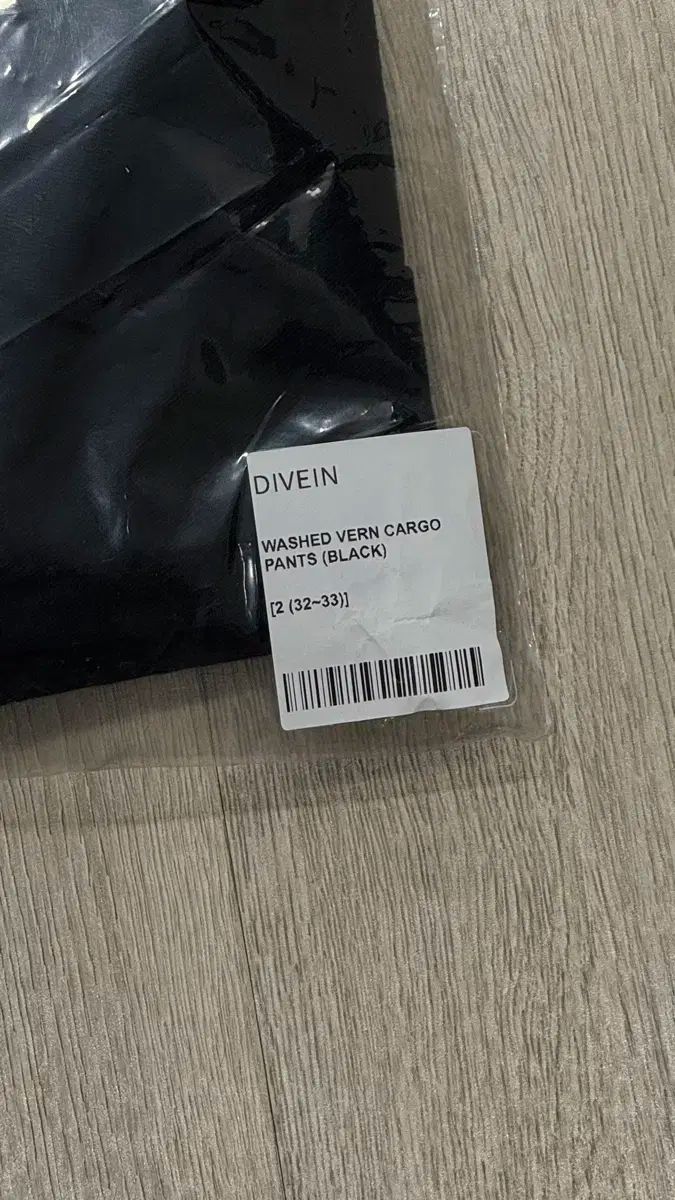 DIVEIN
WASHED VERN CARGO
PANTS (BLACK)
[2 (32~33)]